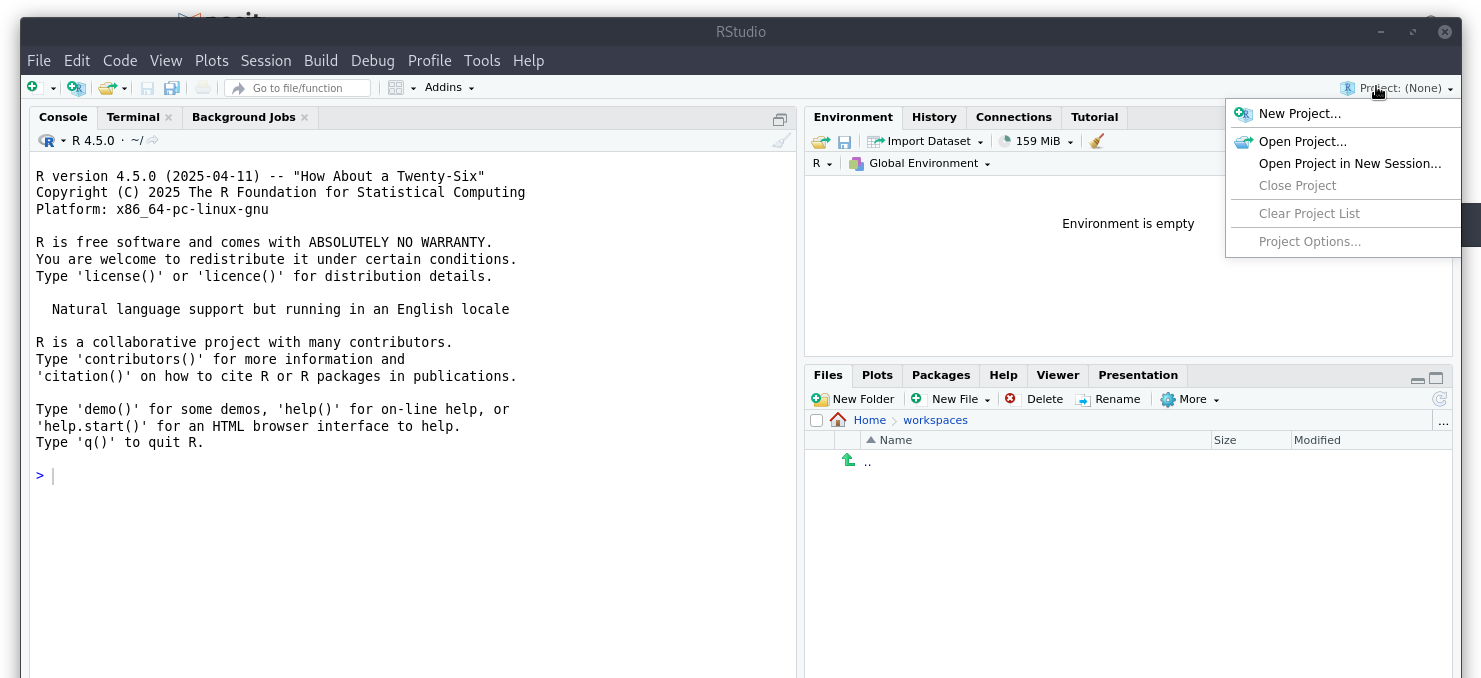 RStudio
File Edit Code View Plots Session Build Debug Profile Tools Help
Go to file/function Addins Project: (None)
Console Terminal Background Jobs
R 4.5.0 · ~/
R version 4.5.0 (2025-04-11) -- "How About a Twenty-Six"
Copyright (C) 2025 The R Foundation for Statistical Computing
Platform: x86_64-pc-linux-gnu
R is free software and comes with ABSOLUTELY NO WARRANTY.
You are welcome to redistribute it under certain conditions.
Type 'license()' or 'licence()' for distribution details.
Natural language support but running in an English locale
R is a collaborative project with many contributors.
Type 'contributors()' for more information and
'citation()' on how to cite R or R packages in publications.
Type 'demo()' for some demos, 'help()' for on-line help, or
'help.start()' for an HTML browser interface to help.
Type 'q()' to quit R.
>
Environment History Connections Tutorial
Import Dataset 159 MiB
R Global Environment
Environment is empty
New Project...
Open Project...
Open Project in New Session...
Close Project
Clear Project List
Project Options...
Files Plots Packages Help Viewer Presentation
New Folder New File Delete Rename More
Home workspaces ...
Name Size Modified
..